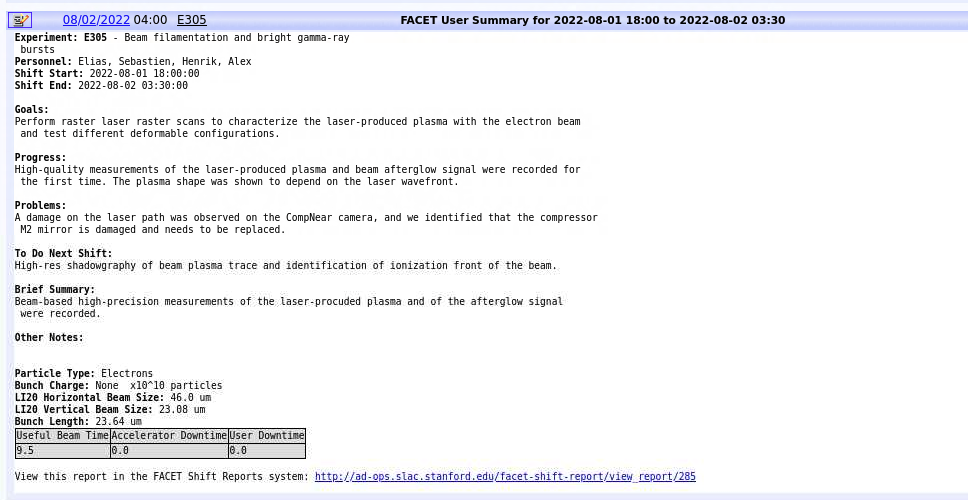 08/02/2022 04:00 E305 FACET User Summary for 2022-08-01 18:00 to 2022-08-02 03:30
Experiment: E305 - Beam filamentation and bright gamma-ray
bursts
Personnel: Elias, Sebastien, Henrik, Alex
Shift Start: 2022-08-01 18:00:00
Shift End: 2022-08-02 03:30:00
Goals:
Perform raster laser raster scans to characterize the laser-produced plasma with the electron beam
and test different deformable configurations.
Progress:
High-quality measurements of the laser-produced plasma and beam afterglow signal were recorded for
the first time. The plasma shape was shown to depend on the laser wavefront.
Problems:
A damage on the laser path was observed on the CompNear camera, and we identified that the compressor
M2 mirror is damaged and needs to be replaced.
To Do Next Shift:
High-res shadowgraphy of beam plasma trace and identification of ionization front of the beam.
Brief Summary:
Beam-based high-precision measurements of the laser-procuded plasma and of the afterglow signal
were recorded.
Other Notes:
Particle Type: Electrons
Bunch Charge: None x10^10 particles
LI20 Horizontal Beam Size: 46.0 um
LI20 Vertical Beam Size: 23.08 um
Bunch Length: 23.64 um
Useful Beam Time Accelerator Downtime User Downtime
9.5 0.0 0.0
View this report in the FACET Shift Reports system: http://ad-ops.slac.stanford.edu/facet-shift-report/view_report/285